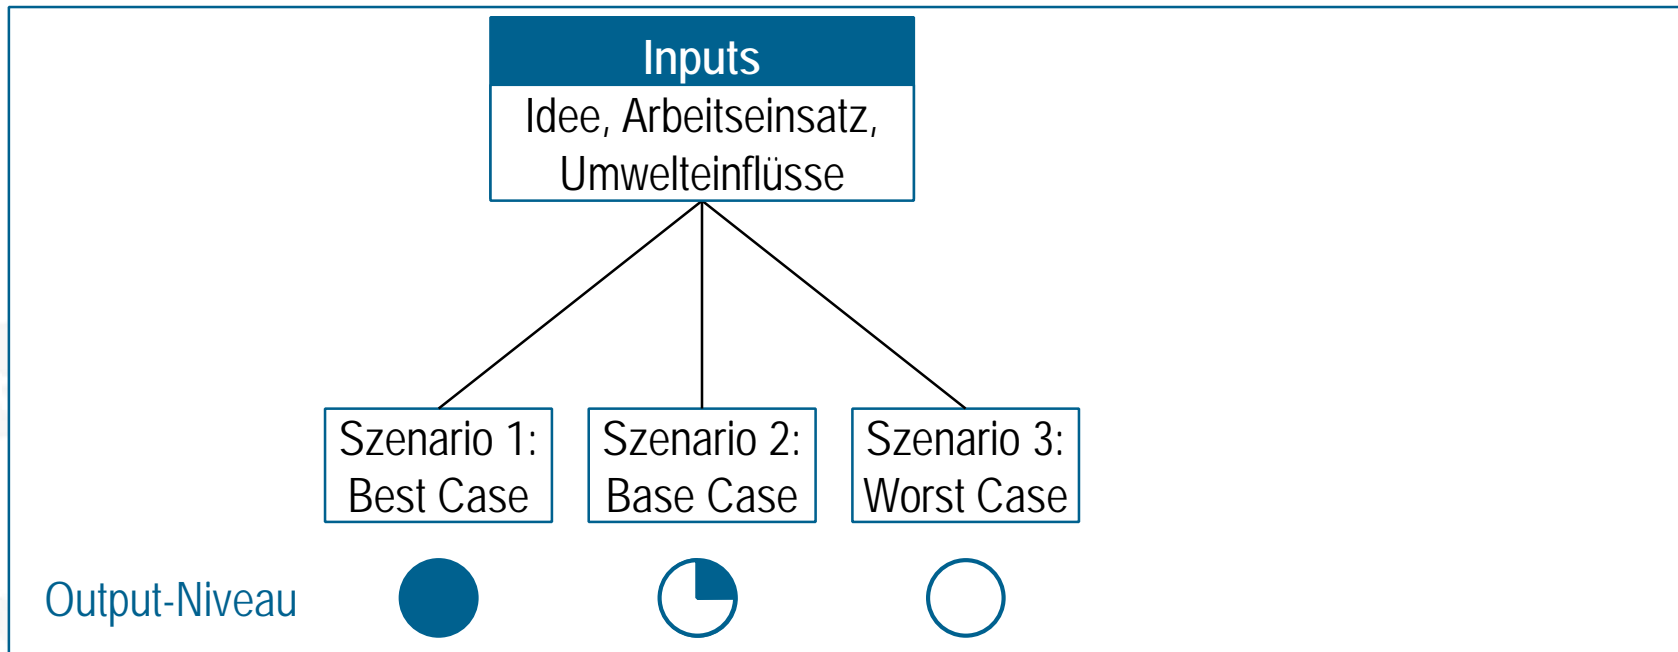 Inputs
Idee, Arbeitseinsatz,
Umwelteinflüsse
Szenario 1:
Best Case
Szenario 2:
Base Case
Szenario 3:
Worst Case
Output-Niveau